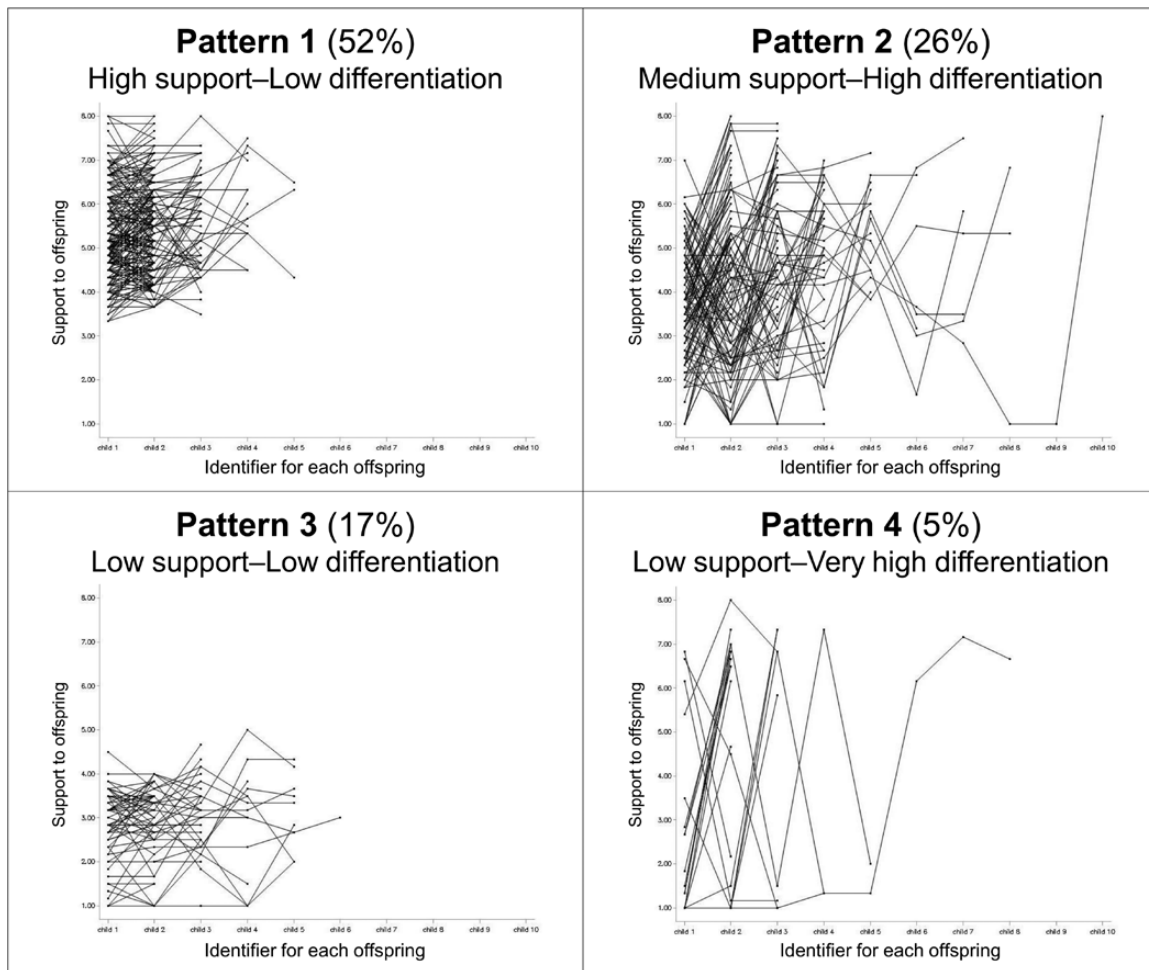 Pattern 1 (52%)
High support–Low differentiation
Support to offspring
8.00
7.00
6.00
5.00
4.00
3.00
2.00
1.00
child 1 child 2 child 3 child 4 child 5 child 6 child 7 child 8 child 9 child 10
Identifier for each offspring
Pattern 2 (26%)
Medium support–High differentiation
Support to offspring
8.00
7.00
6.00
5.00
4.00
3.00
2.00
1.00
child 1 child 2 child 3 child 4 child 5 child 6 child 7 child 8 child 9 child 10
Identifier for each offspring
Pattern 3 (17%)
Low support–Low differentiation
Support to offspring
8.00
7.00
6.00
5.00
4.00
3.00
2.00
1.00
child 1 child 2 child 3 child 4 child 5 child 6 child 7 child 8 child 9 child 10
Identifier for each offspring
Pattern 4 (5%)
Low support–Very high differentiation
Support to offspring
8.00
7.00
6.00
5.00
4.00
3.00
2.00
1.00
child 1 child 2 child 3 child 4 child 5 child 6 child 7 child 8 child 9 child 10
Identifier for each offspring